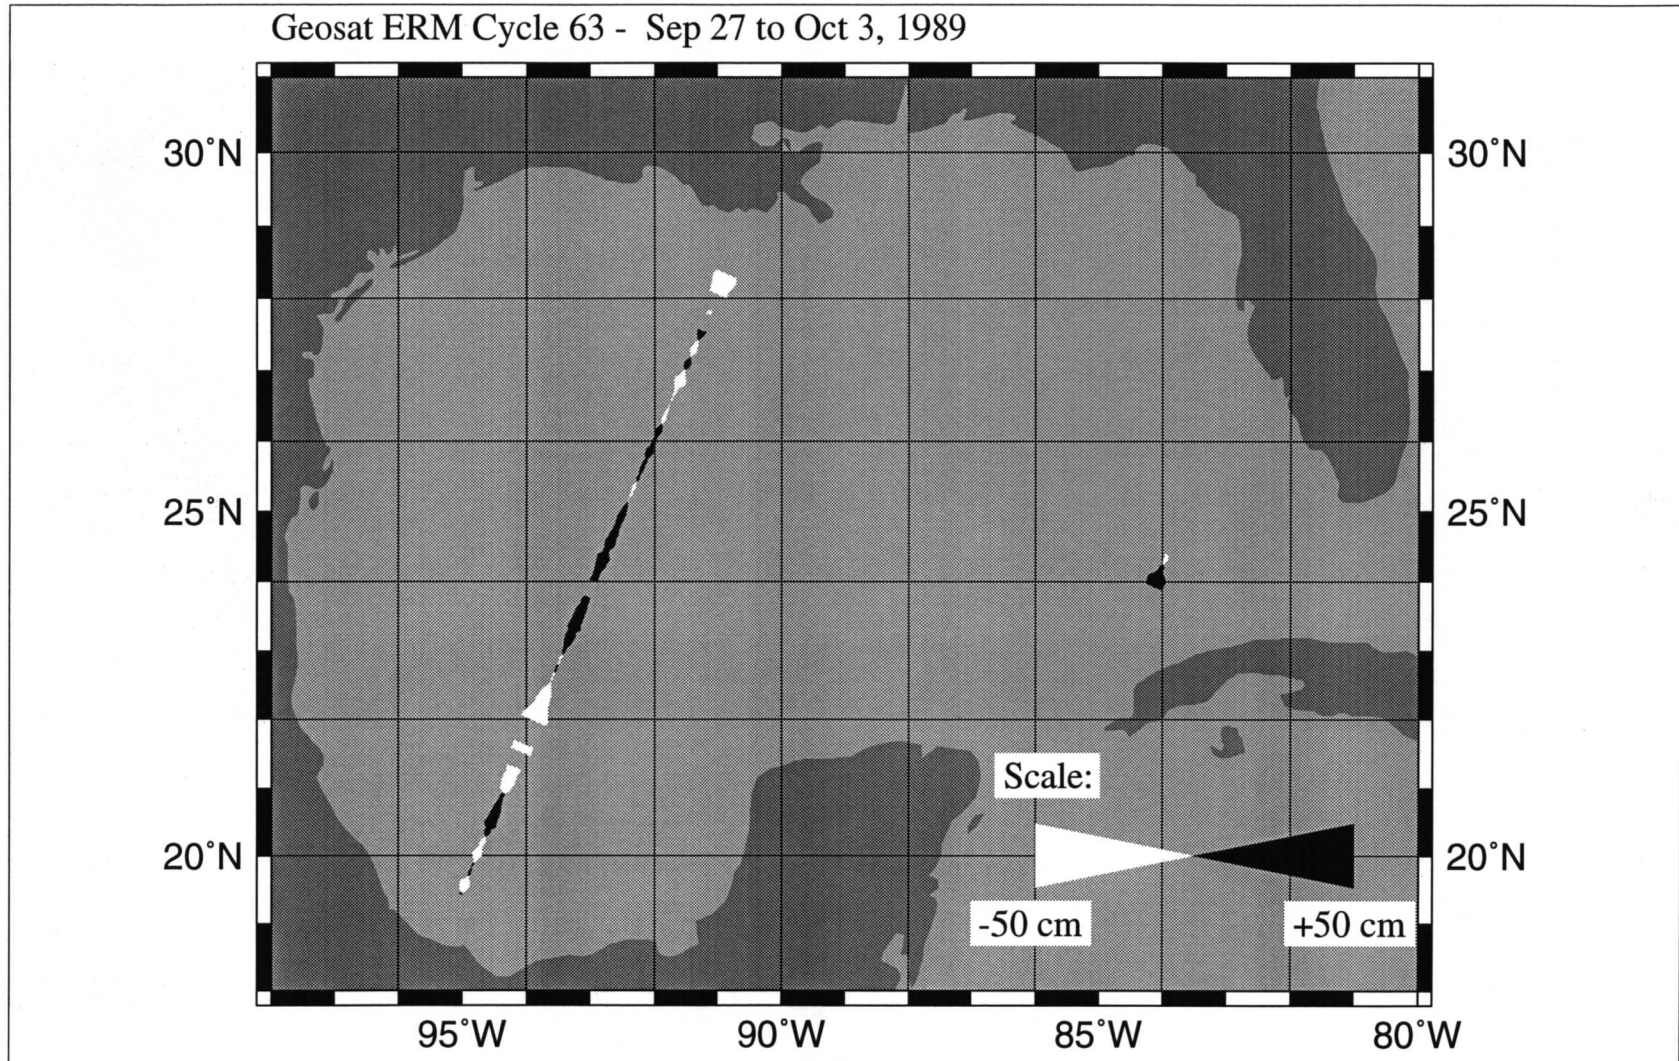 Geosat ERM Cycle 63 - Sep 27 to Oct 3, 1989
30˚N 30˚N
25˚N 25˚N
Scale:
20˚N 20˚N
-50 cm +50 cm
95˚W 90˚W 85˚W 80˚W